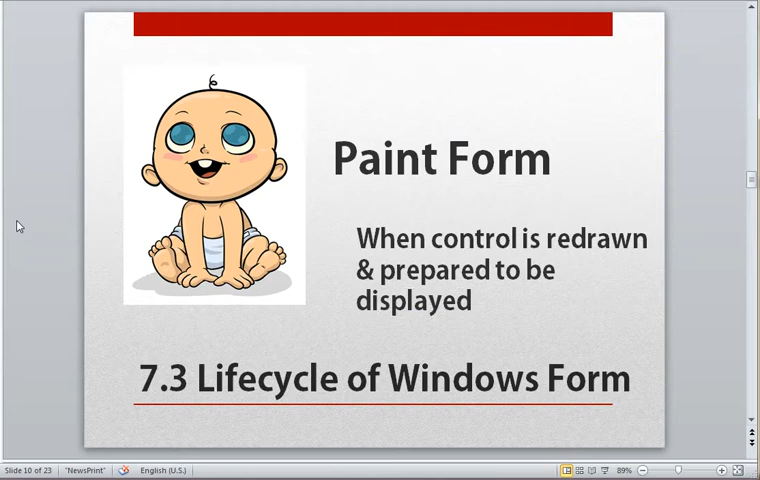 Paint Form
When control is redrawn
& prepared to be
displayed
7.3 Lifecycle of Windows Form
Slide 10 of 23 "NewsPrint" English (U.S.) 89%